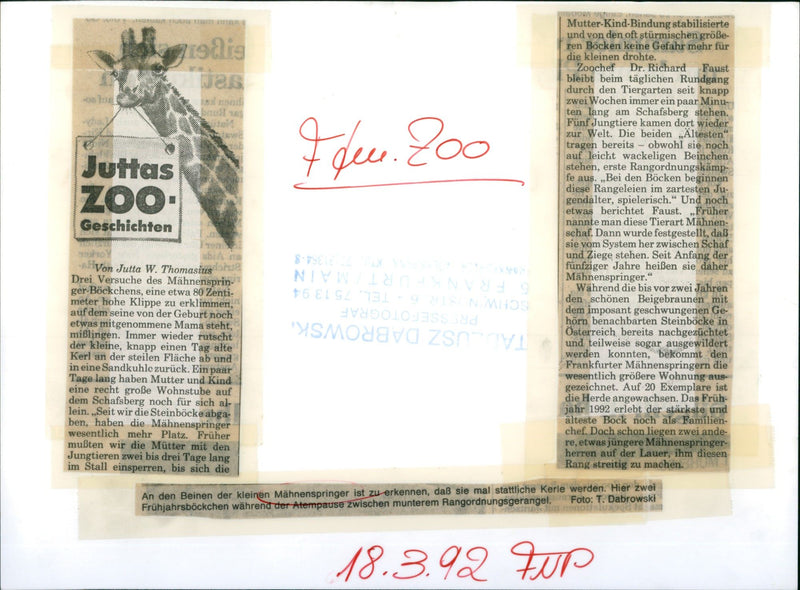 Juttas
ZOO-
Geschichten
Von Jutta W. Thomasius
Drei Versuche des Mähnensprin-
ger-Böckchens, eine etwa 80 Zenti-
meter hohe Klippe zu erklimmen,
auf dem seine von der Geburt noch
etwas mitgenommene Mama steht,
mißlingen. Immer wieder rutscht
der kleine, knapp einen Tag alte
Kerl an der steilen Fläche ab und
in eine Sandkuhle zurück. Ein paar
Tage lang haben Mutter und Kind
eine recht große Wohnstube auf
dem Schafsberg noch für sich al-
lein. „Seit wir die Steinböcke abga-
ben, haben die Mähnenspringer
wesentlich mehr Platz. Früher
mußten wir die Mütter mit den
Jungtieren zwei bis drei Tage lang
im Stall einsperren, bis sich die
Mutter-Kind-Bindung stabilisierte
und von den oft stürmischen größe-
ren Böcken keine Gefahr mehr für
die kleinen drohte.
Zoochef Dr. Richard Faust
bleibt beim täglichen Rundgang
durch den Tiergarten seit knapp
zwei Wochen immer ein paar Minu-
ten lang am Schafsberg stehen.
Fünf Jungtiere kamen dort wieder
zur Welt. Die beiden „Ältesten“
tragen bereits – obwohl sie noch
auf leicht wackeligen Beinchen
stehen, erste Rangordnungskämp-
fe aus. „Bei den Böcken beginnen
diese Rangeleien im zartesten Ju-
gendalter, spielerisch.“ Und noch
etwas berichtet Faust. „Früher
nannte man diese Tierart Mähnen-
schaf. Dann wurde festgestellt, daß
sie vom System her zwischen Schaf
und Ziege stehen. Seit Anfang der
fünfziger Jahre heißen sie daher
Mähnenspringer.“
Während die bis vor zwei Jahren
den schönen Beigebraunen mit
dem imposant geschwungenen Ge-
hörn benachbarten Steinböcke in
Österreich, bereits nachgezüchtet
und teilweise sogar ausgewildert
werden konnten, bekommt den
Frankfurter Mähnenspringern die
wesentlich größere Wohnung aus-
gezeichnet. Auf 20 Exemplare ist
die Herde angewachsen. Das Früh-
jahr 1992 erlebt der stärkste und
älteste Bock noch als Familien-
chef. Doch schon liegen zwei ande-
re, etwas jüngere Mähnenspringer-
herren auf der Lauer, ihm diesen
Rang streitig zu machen.
Zoo
TADEUSZ DABROWSK,
PRESSEFOTOGRAF
TEL. 75 13 94
6 FRANKFURT/MAIN
An den Beinen der kleinen Mähnenspringer ist zu erkennen, daß sie mal stattliche Kerle werden. Hier zwei
Frühjahrsböckchen während der Atempause zwischen munterem Rangordnungsgerangel. Foto: T. Dabrowski
18.3.92 FNP